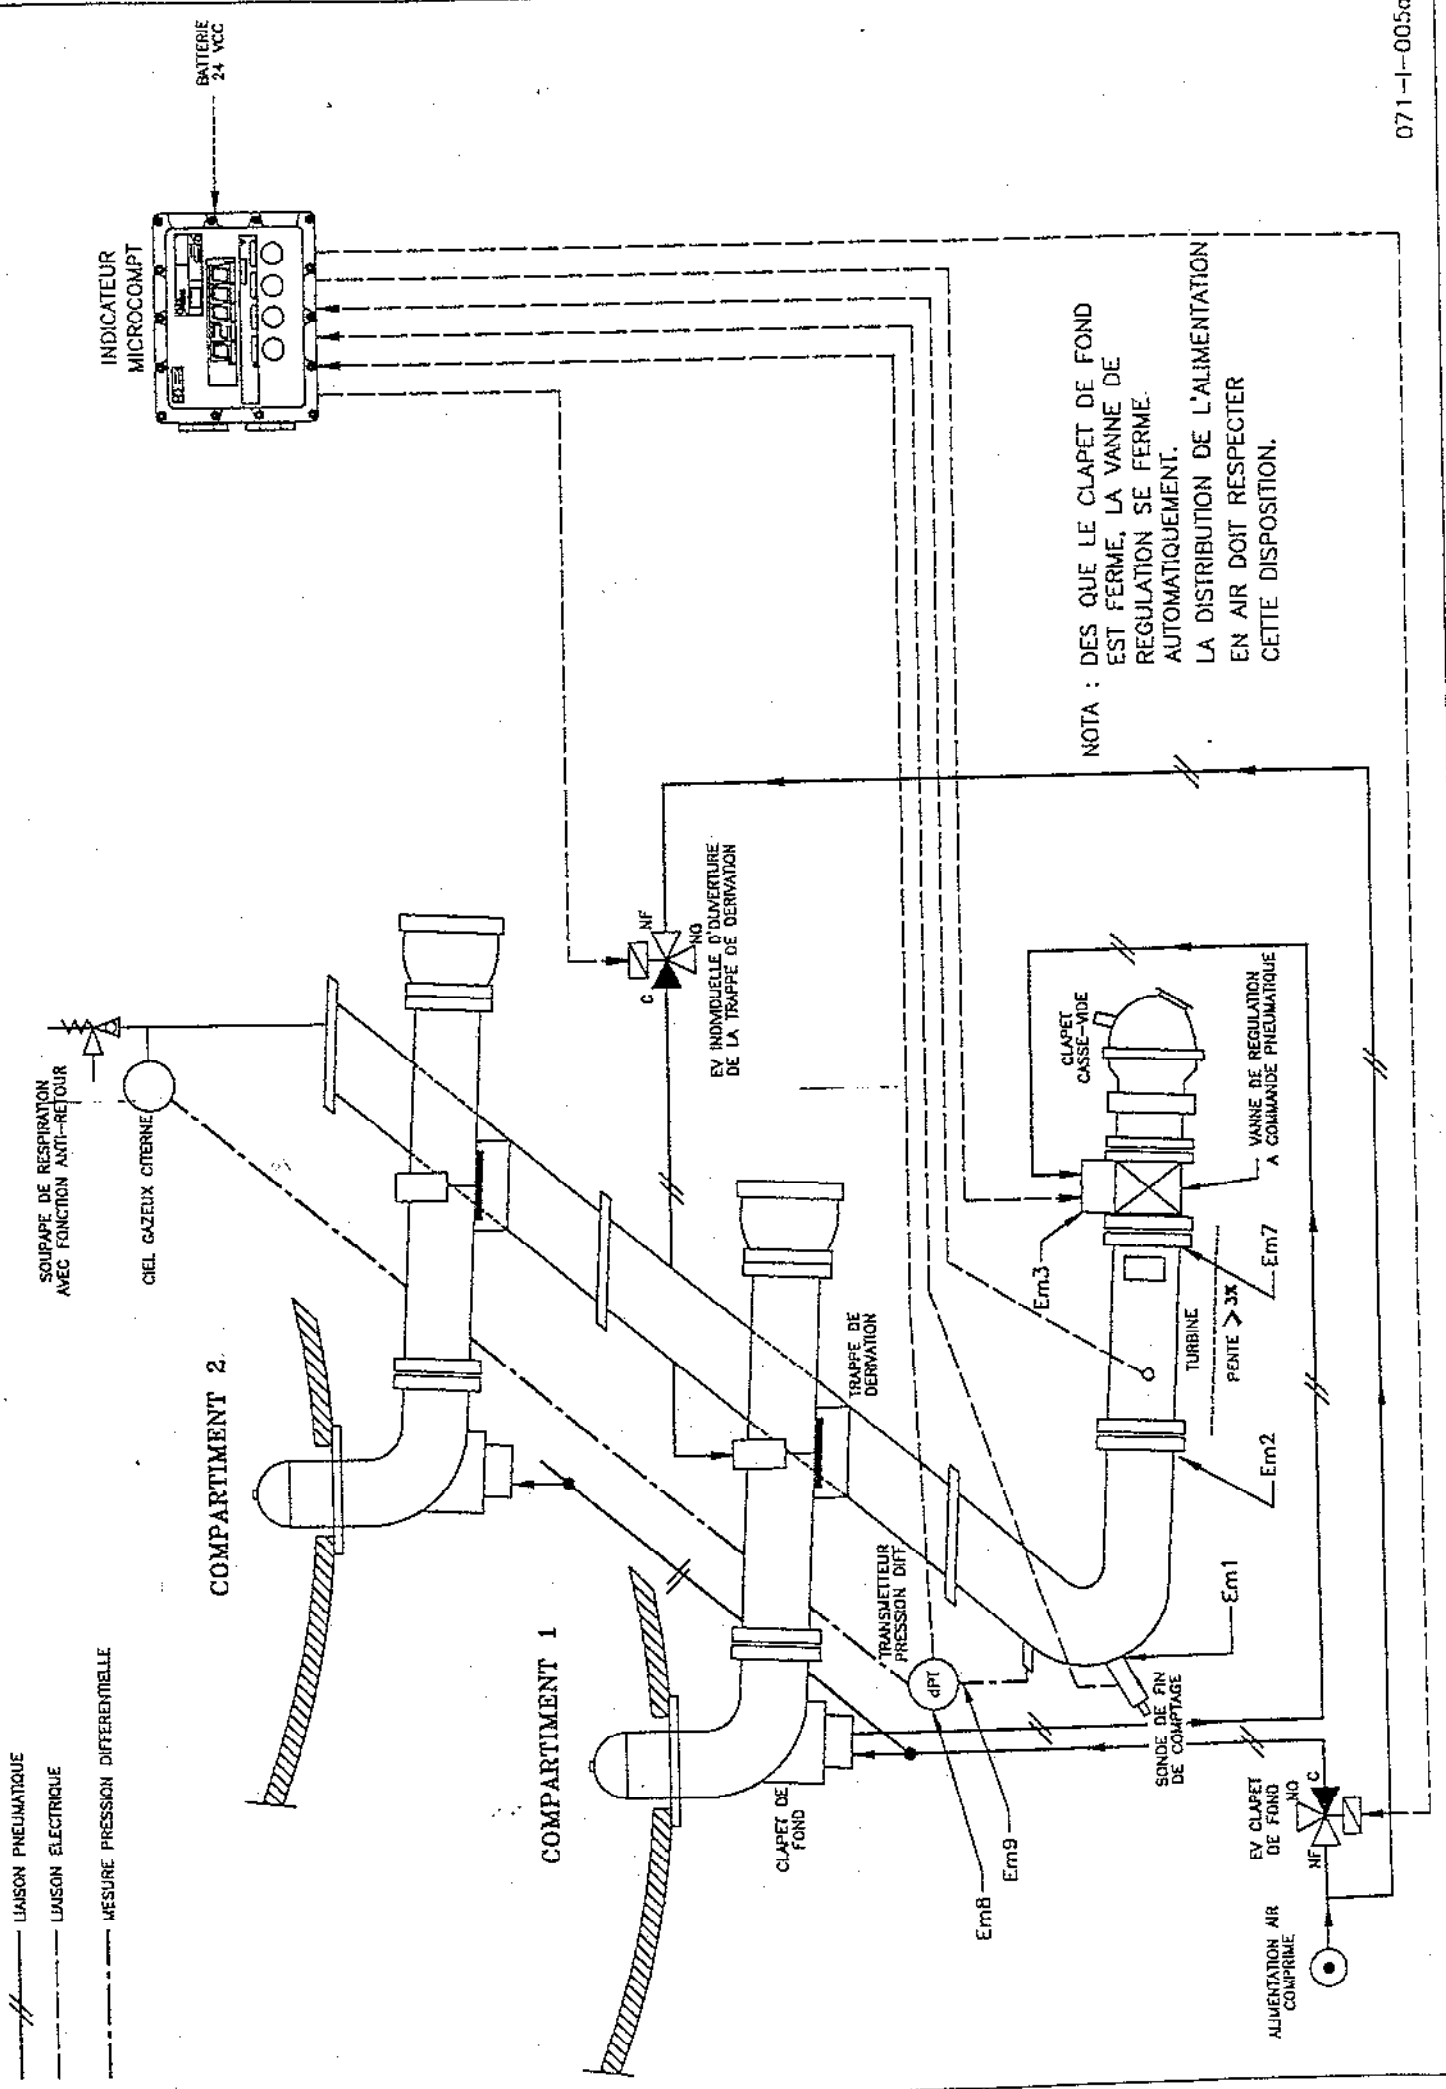 LIAISON PNEUMATIQUE
LIAISON ELECTRIQUE
MESURE PRESSION DIFFERENTIELLE
SOUPAPE DE RESPIRATION
AVEC FONCTION ANTI-RETOUR
CIEL GAZEUX CITERNE
INDICATEUR
MICROCOMPT
BATTERIE
24 VCC
COMPARTIMENT 2
COMPARTIMENT 1
C
NF
NO
EV INDIVIDUELLE D'OUVERTURE
DE LA TRAPPE DE DERIVATION
TRAPPE DE
DERIVATION
CLAPET DE
FOND
TRANSMETTEUR
PRESSION DIFF
dPT
Em8
Em9
SONDE DE FIN
DE COMPTAGE
Em1
Em2
TURBINE
PENTE > 3%
Em3
Em7
CLAPET
CASSE-VIDE
VANNE DE REGULATION
A COMMANDE PNEUMATIQUE
NOTA : DES QUE LE CLAPET DE FOND
EST FERME, LA VANNE DE
REGULATION SE FERME
AUTOMATIQUEMENT.
LA DISTRIBUTION DE L'ALIMENTATION
EN AIR DOIT RESPECTER
CETTE DISPOSITION.
ALIMENTATION AIR
COMPRIME
EV CLAPET
DE FOND
NF
NO
C
071-I-005